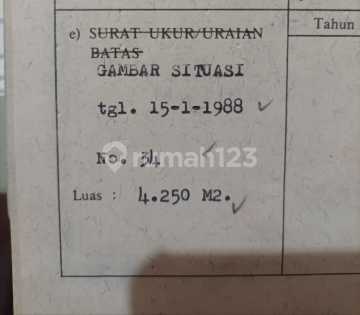 Tahun
e) SURAT UKUR/URAIAN
BATAS
GAMBAR SITUASI
tgl. 15-1-1988
No. 34
rumah123
Luas : 4.250 M2.